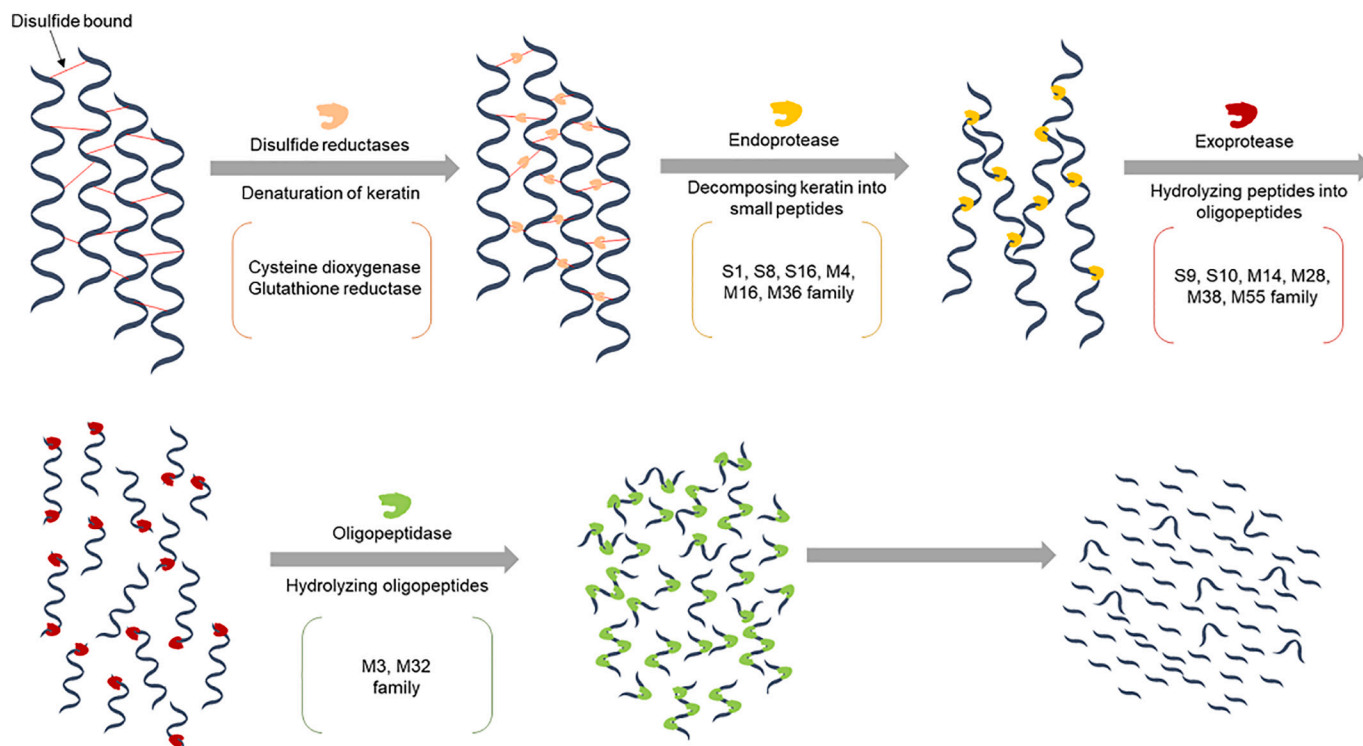 Disulfide bound
Disulfide reductases
Denaturation of keratin
Cysteine dioxygenase
Glutathione reductase
Endoprotease
Decomposing keratin into
small peptides
S1, S8, S16, M4,
M16, M36 family
Exoprotease
Hydrolyzing peptides into
oligopeptides
S9, S10, M14, M28,
M38, M55 family
Oligopeptidase
Hydrolyzing oligopeptides
M3, M32
family